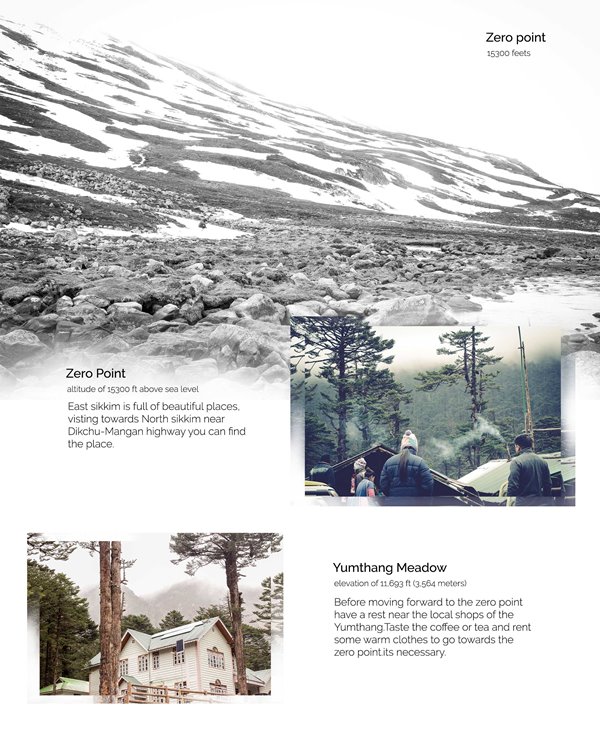 Zero point
15300 feets
Zero Point
altitude of 15300 ft above sea level
East sikkim is full of beautiful places,
visting towards North sikkim near
Dikchu-Mangan highway you can find
the place.
Yumthang Meadow
elevation of 11,693 ft (3,564 meters)
Before moving forward to the zero point
have a rest near the local shops of the
Yumthang.Taste the coffee or tea and rent
some warm clothes to go towards the
zero point.its necessary.